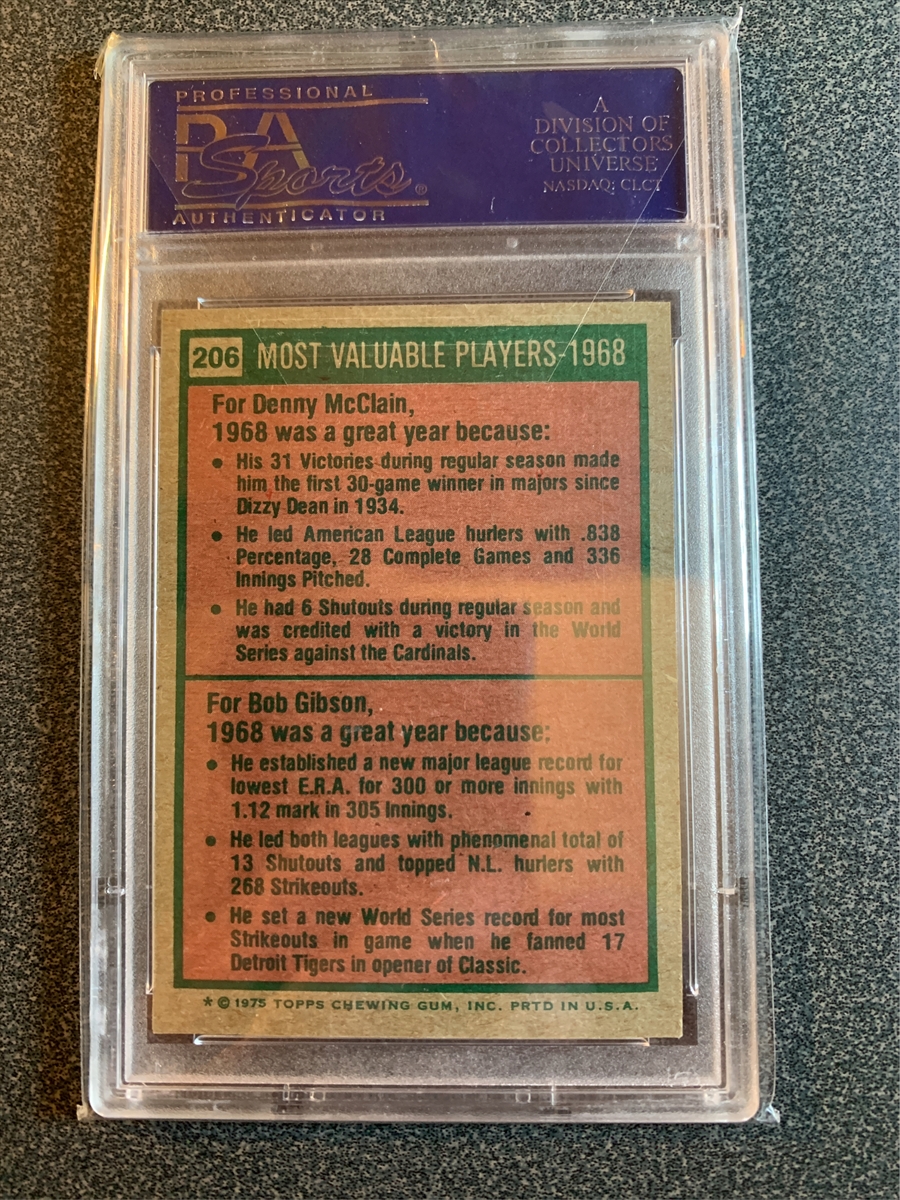 PROFESSIONAL
PSA
Sports®
AUTHENTICATOR
A
DIVISION OF
COLLECTORS
UNIVERSE
NASDAQ: CLCT
206 MOST VALUABLE PLAYERS-1968
For Denny McClain,
1968 was a great year because:
• His 31 Victories during regular season made
him the first 30-game winner in majors since
Dizzy Dean in 1934.
• He led American League hurlers with .838
Percentage, 28 Complete Games and 336
Innings Pitched.
• He had 6 Shutouts during regular season and
was credited with a victory in the World
Series against the Cardinals.
For Bob Gibson,
1968 was a great year because:
• He established a new major league record for
lowest E.R.A. for 300 or more innings with
1.12 mark in 305 Innings.
• He led both leagues with phenomenal total of
13 Shutouts and topped N.L. hurlers with
268 Strikeouts.
• He set a new World Series record for most
Strikeouts in game when he fanned 17
Detroit Tigers in opener of Classic.
* © 1975 TOPPS CHEWING GUM, INC. PRTD IN U.S.A.